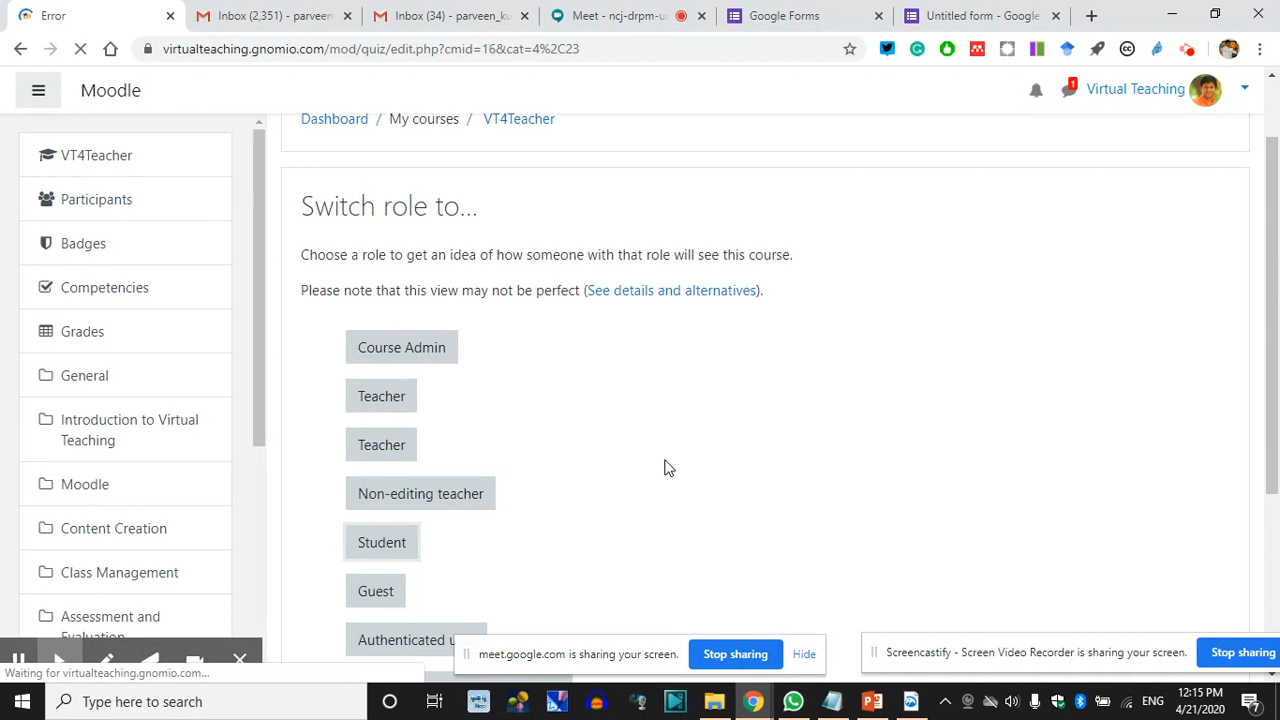 Error
Inbox (2,351) - parveen
Inbox (34) - parveen_ku
Meet - ncj-drpm-u
Google Forms
Untitled form - Google
virtualteaching.gnomio.com/mod/quiz/edit.php?cmid=16&cat=4%2C23
Moodle
1
Virtual Teaching
Dashboard / My courses / VT4Teacher
VT4Teacher
Participants
Badges
Competencies
Grades
General
Introduction to Virtual
Teaching
Moodle
Content Creation
Class Management
Assessment and
Evaluation
Switch role to...
Choose a role to get an idea of how someone with that role will see this course.
Please note that this view may not be perfect (See details and alternatives).
Course Admin
Teacher
Teacher
Non-editing teacher
Student
Guest
Authenticated u
meet.google.com is sharing your screen.
Stop sharing
Hide
Screencastify - Screen Video Recorder is sharing your screen.
Stop sharing
Waiting for virtualteaching.gnomio.com...
Type here to search
ENG
12:15 PM
4/21/2020
7